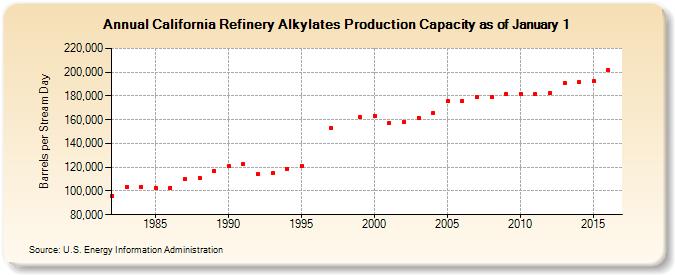 Annual California Refinery Alkylates Production Capacity as of January 1
Barrels per Stream Day
220,000
200,000
180,000
160,000
140,000
120,000
100,000
80,000
1985 1990 1995 2000 2005 2010 2015
Source: U.S. Energy Information Administration